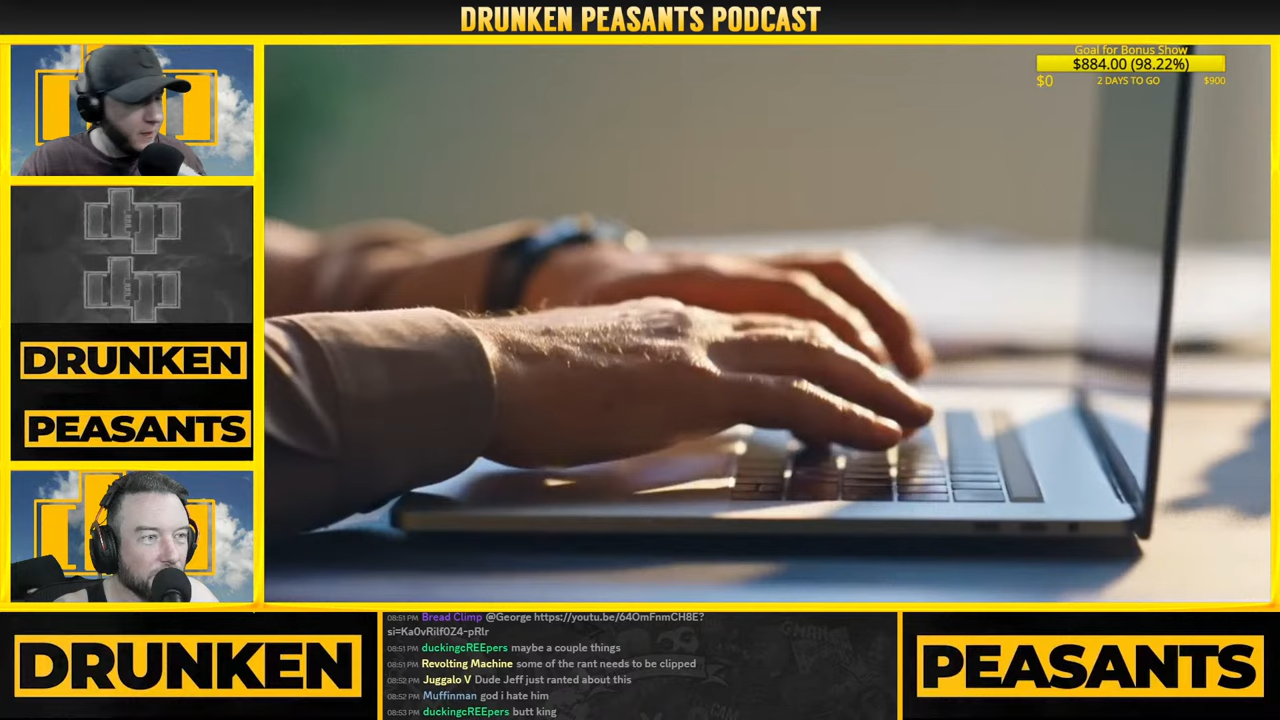 DRUNKEN PEASANTS PODCAST
Goal for Bonus Show
$884.00 (98.22%)
$0 2 DAYS TO GO $900
DRUNKEN
PEASANTS
08:51 PM Bread Climp @George https://youtu.be/64OmFnmCH8E?
si=Ka0vRilf0Z4-pRlr
08:51 PM duckingcREEpers maybe a couple things
08:51 PM Revolting Machine some of the rant needs to be clipped
08:52 PM Juggalo V Dude Jeff just ranted about this
08:52 PM Muffinman god i hate him
08:53 PM duckingcREEpers butt king
DRUNKEN
PEASANTS